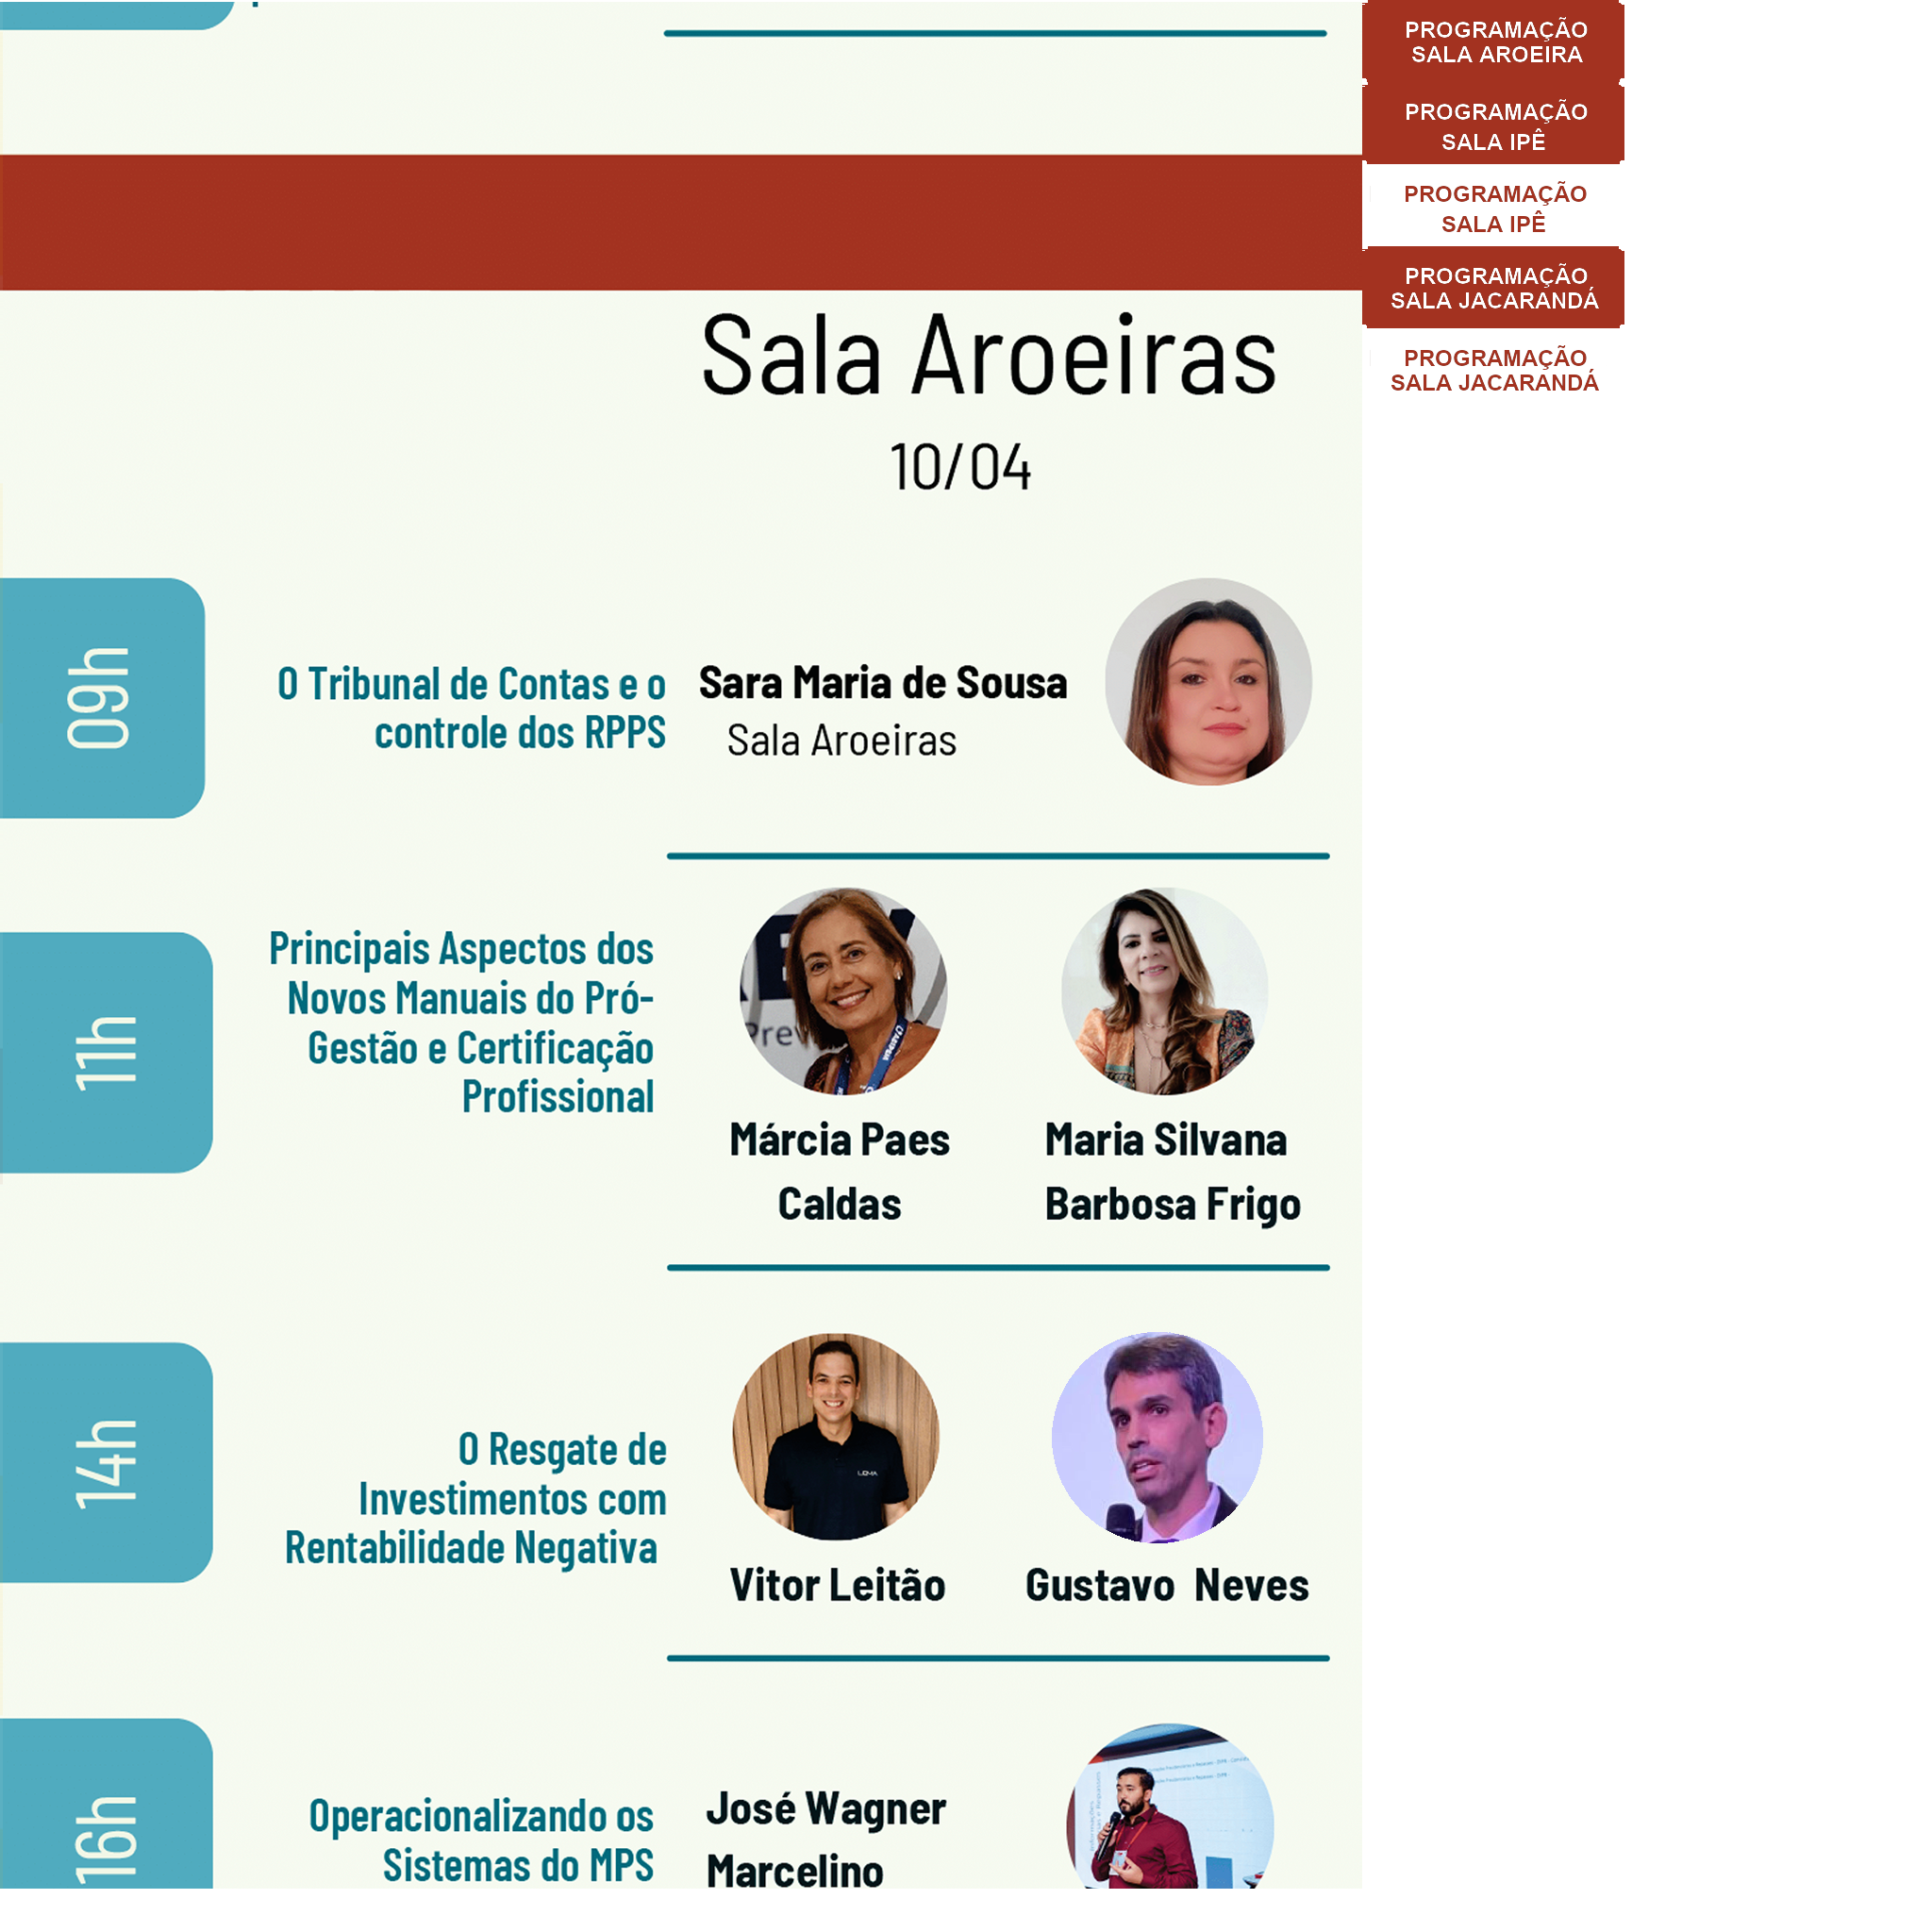 PROGRAMAÇÃO
SALA AROEIRA
PROGRAMAÇÃO
SALA IPÊ
PROGRAMAÇÃO
SALA IPÊ
PROGRAMAÇÃO
SALA JACARANDÁ
PROGRAMAÇÃO
SALA JACARANDÁ
Sala Aroeiras
10/04
09h
O Tribunal de Contas e o
controle dos RPPS
Sara Maria de Sousa
Sala Aroeiras
11h
Principais Aspectos dos
Novos Manuais do Pró-
Gestão e Certificação
Profissional
Márcia Paes
Caldas
Maria Silvana
Barbosa Frigo
14h
O Resgate de
Investimentos com
Rentabilidade Negativa
LEMA
Vitor Leitão
Gustavo  Neves
16h
Operacionalizando os
Sistemas do MPS
José Wagner
Marcelino